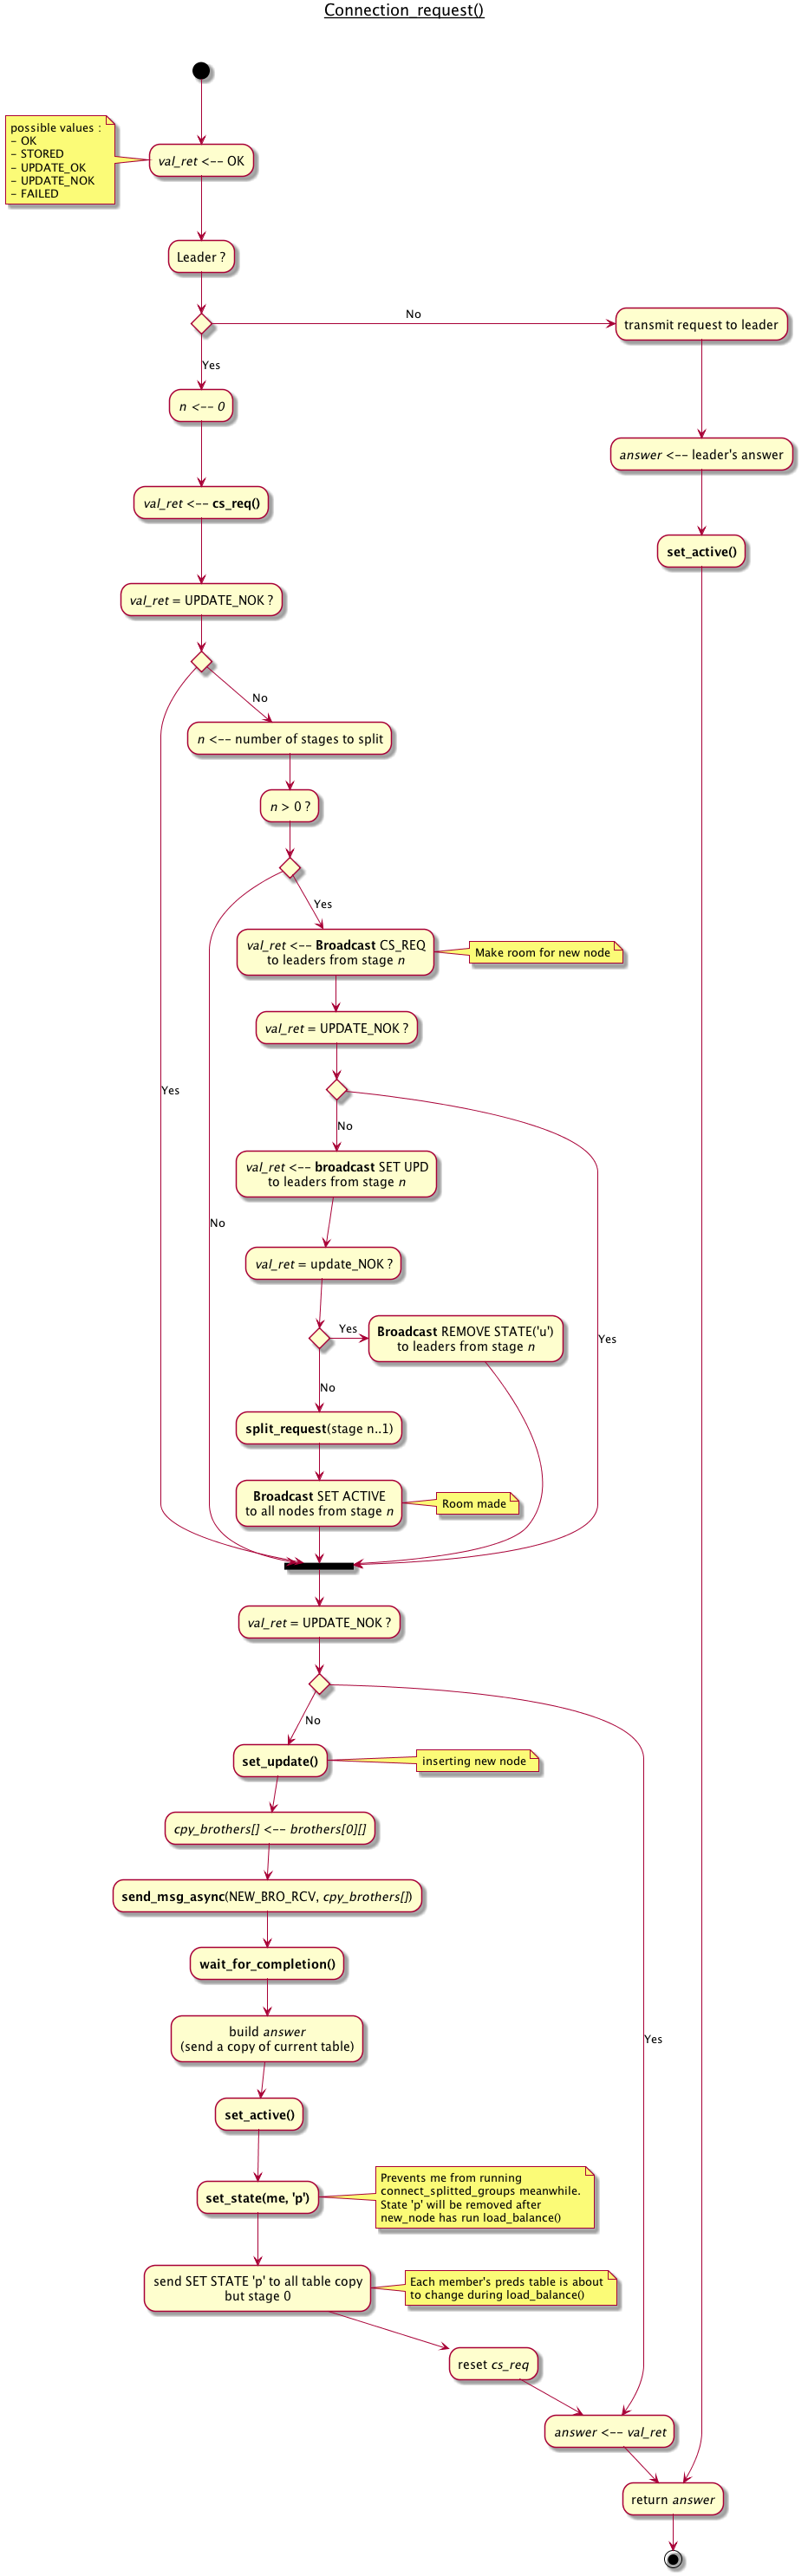 Connection_request()
possible values :
- OK
- STORED
- UPDATE_OK
- UPDATE_NOK
- FAILED
val_ret <-- OK
Leader ?
No
transmit request to leader
Yes
n <-- 0
answer <-- leader's answer
val_ret <-- cs_req()
set_active()
val_ret = UPDATE_NOK ?
No
n <-- number of stages to split
n > 0 ?
Yes
val_ret <-- Broadcast CS_REQ
to leaders from stage n
Make room for new node
val_ret = UPDATE_NOK ?
Yes
No
val_ret <-- broadcast SET UPD
to leaders from stage n
No
val_ret = update_NOK ?
Yes
Broadcast REMOVE STATE('u')
to leaders from stage n
Yes
No
split_request(stage n..1)
Broadcast SET ACTIVE
to all nodes from stage n
Room made
val_ret = UPDATE_NOK ?
No
set_update()
inserting new node
cpy_brothers[] <-- brothers[0][]
send_msg_async(NEW_BRO_RCV, cpy_brothers[])
wait_for_completion()
build answer
(send a copy of current table)
Yes
set_active()
set_state(me, 'p')
Prevents me from running
connect_splitted_groups meanwhile.
State 'p' will be removed after
new_node has run load_balance()
send SET STATE 'p' to all table copy
but stage 0
Each member's preds table is about
to change during load_balance()
reset cs_req
answer <-- val_ret
return answer